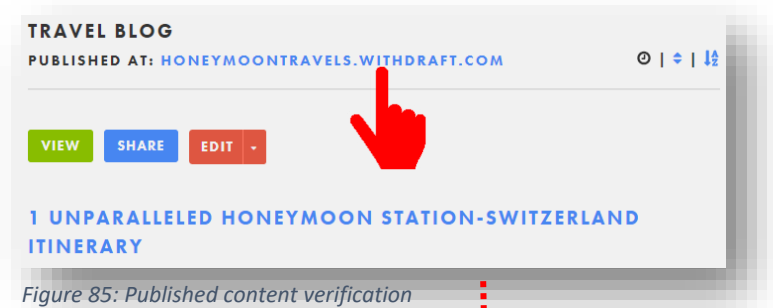 TRAVEL BLOG
PUBLISHED AT: HONEYMOONTRAVELS.WITHDRAFT.COM
VIEW SHARE EDIT
1 UNPARALLELED HONEYMOON STATION-SWITZERLAND
ITINERARY
Figure 85: Published content verification